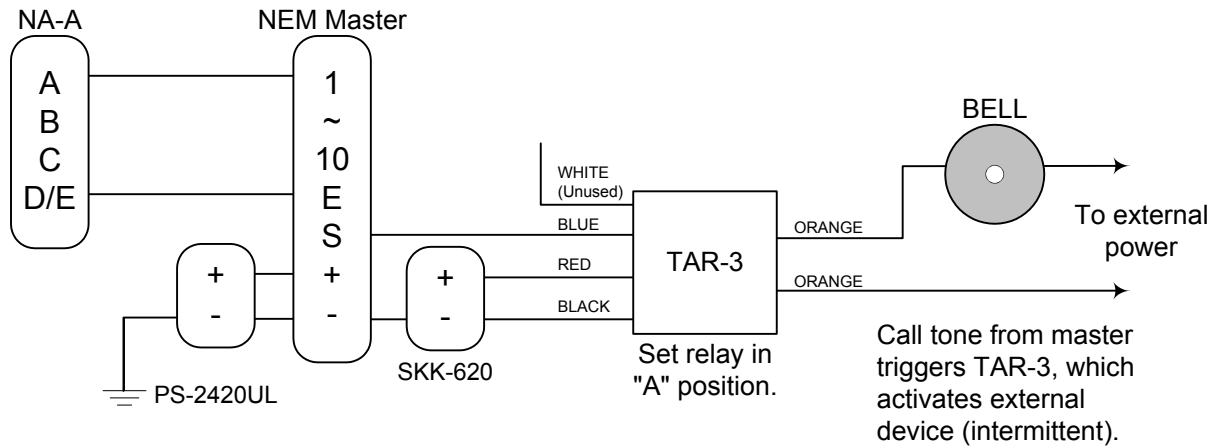 NA-A
A
B
C
D/E
NEM Master
1
~
10
E
S
+
-
+
-
PS-2420UL
+
-
SKK-620
WHITE
(Unused)
BLUE
RED
BLACK
TAR-3
Set relay in
"A" position.
ORANGE
ORANGE
BELL
To external
power
Call tone from master
triggers TAR-3, which
activates external
device (intermittent).